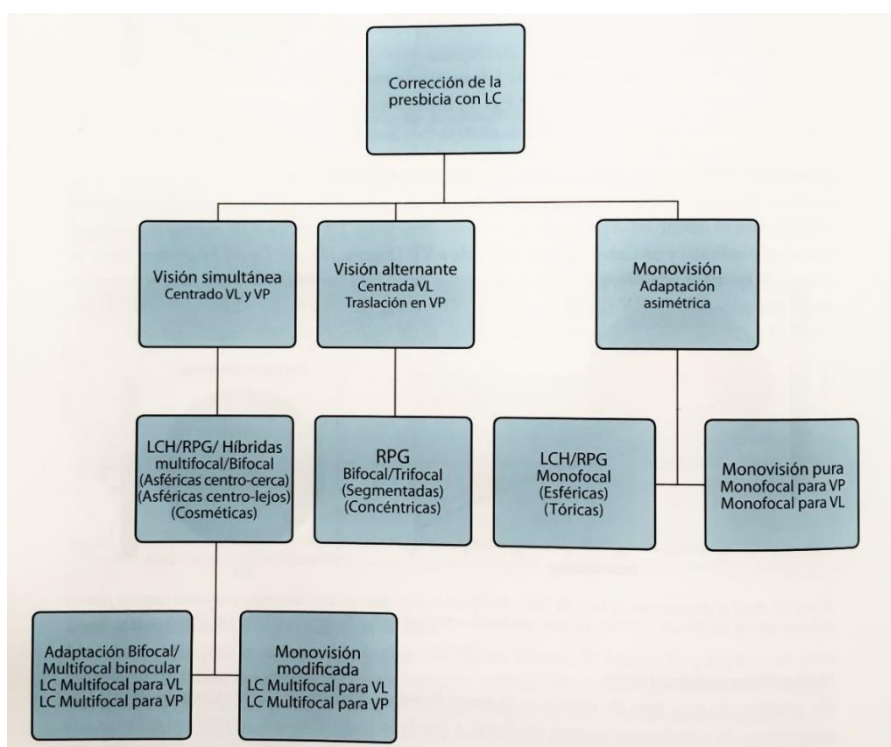 Corrección de la
presbicia con LC
Visión simultánea
Centrado VL y VP
Visión alternante
Centrada VL
Traslación en VP
Monovisión
Adaptación
asimétrica
LCH/RPG/ Híbridas
multifocal/Bifocal
(Asféricas centro-cerca)
(Asféricas centro-lejos)
(Cosméticas)
RPG
Bifocal/Trifocal
(Segmentadas)
(Concéntricas)
LCH/RPG
Monofocal
(Esféricas)
(Tóricas)
Monovisión pura
Monofocal para VP
Monofocal para VL
Adaptación Bifocal/
Multifocal binocular
LC Multifocal para VL
LC Multifocal para VP
Monovisión
modificada
LC Multifocal para VL
LC Multifocal para VP